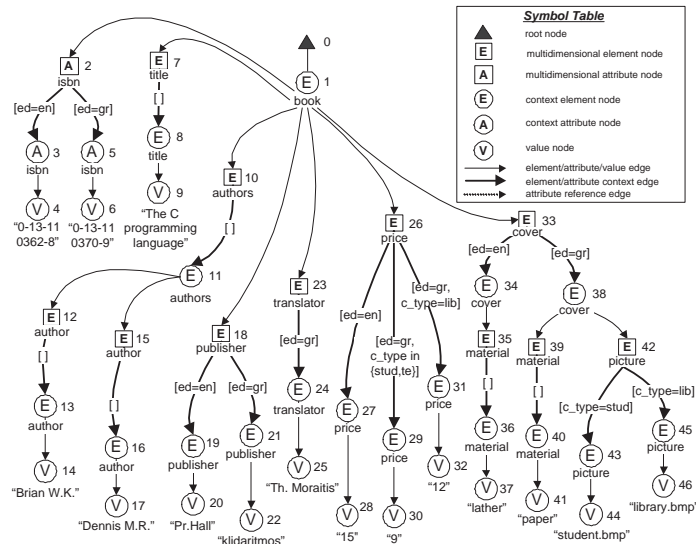 Symbol Table
root node
E multidimensional element node
A multidimensional attribute node
E context element node
A context attribute node
V value node
element/attribute/value edge
element/attribute context edge
attribute reference edge
0
E 1
book
A 2
isbn
[ed=en]
[ed=gr]
A 3
isbn
V 4
"0-13-11
0362-8"
A 5
isbn
V 6
"0-13-11
0370-9"
E 7
title
[ ]
E 8
title
V 9
"The C
programming
language"
E 10
authors
[ ]
E 11
authors
E 12
author
[ ]
E 13
author
V 14
"Brian W.K."
E 15
author
[ ]
E 16
author
V 17
"Dennis M.R."
E 18
publisher
[ed=en]
[ed=gr]
E 19
publisher
V 20
"Pr.Hall"
E 21
publisher
V 22
"klidaritmos"
E 23
translator
[ed=gr]
E 24
translator
V 25
"Th. Moraitis"
E 26
price
[ed=en]
[ed=gr,
c_type in
{stud,te}]
[ed=gr,
c_type=lib]
E 27
price
V 28
"15"
E 29
price
V 30
"9"
E 31
price
V 32
"12"
E 33
cover
[ed=en]
[ed=gr]
E 34
cover
E 35
material
[ ]
E 36
material
V 37
"lather"
E 38
cover
E 39
material
[ ]
E 40
material
V 41
"paper"
E 42
picture
[c_type=stud]
[c_type=lib]
E 43
picture
V 44
"student.bmp"
E 45
picture
V 46
"library.bmp"